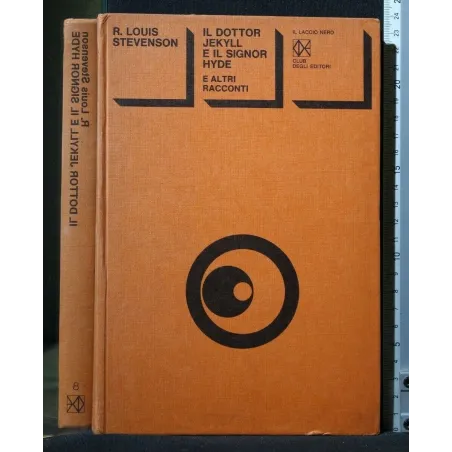 R. LOUIS
STEVENSON
IL DOTTOR
JEKYLL
E IL SIGNOR
HYDE
E ALTRI
RACCONTI
IL LACCIO NERO
CLUB
DEGLI EDITORI
R. Louis Stevenson
IL DOTTOR JEKYLL E IL SIGNOR HYDE
8